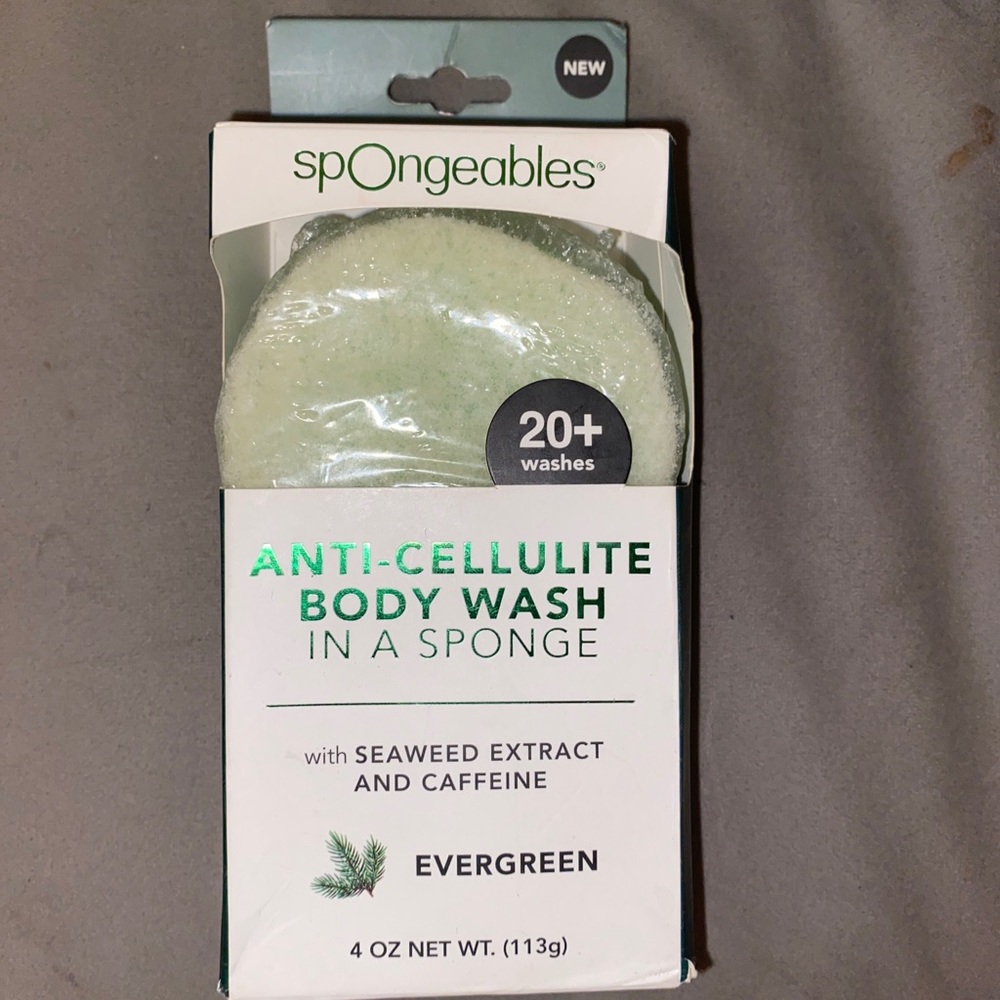 NEW
spOngeables®
20+
washes
ANTI-CELLULITE
BODY WASH
IN A SPONGE
with SEAWEED EXTRACT
AND CAFFEINE
EVERGREEN
4 OZ NET WT. (113g)